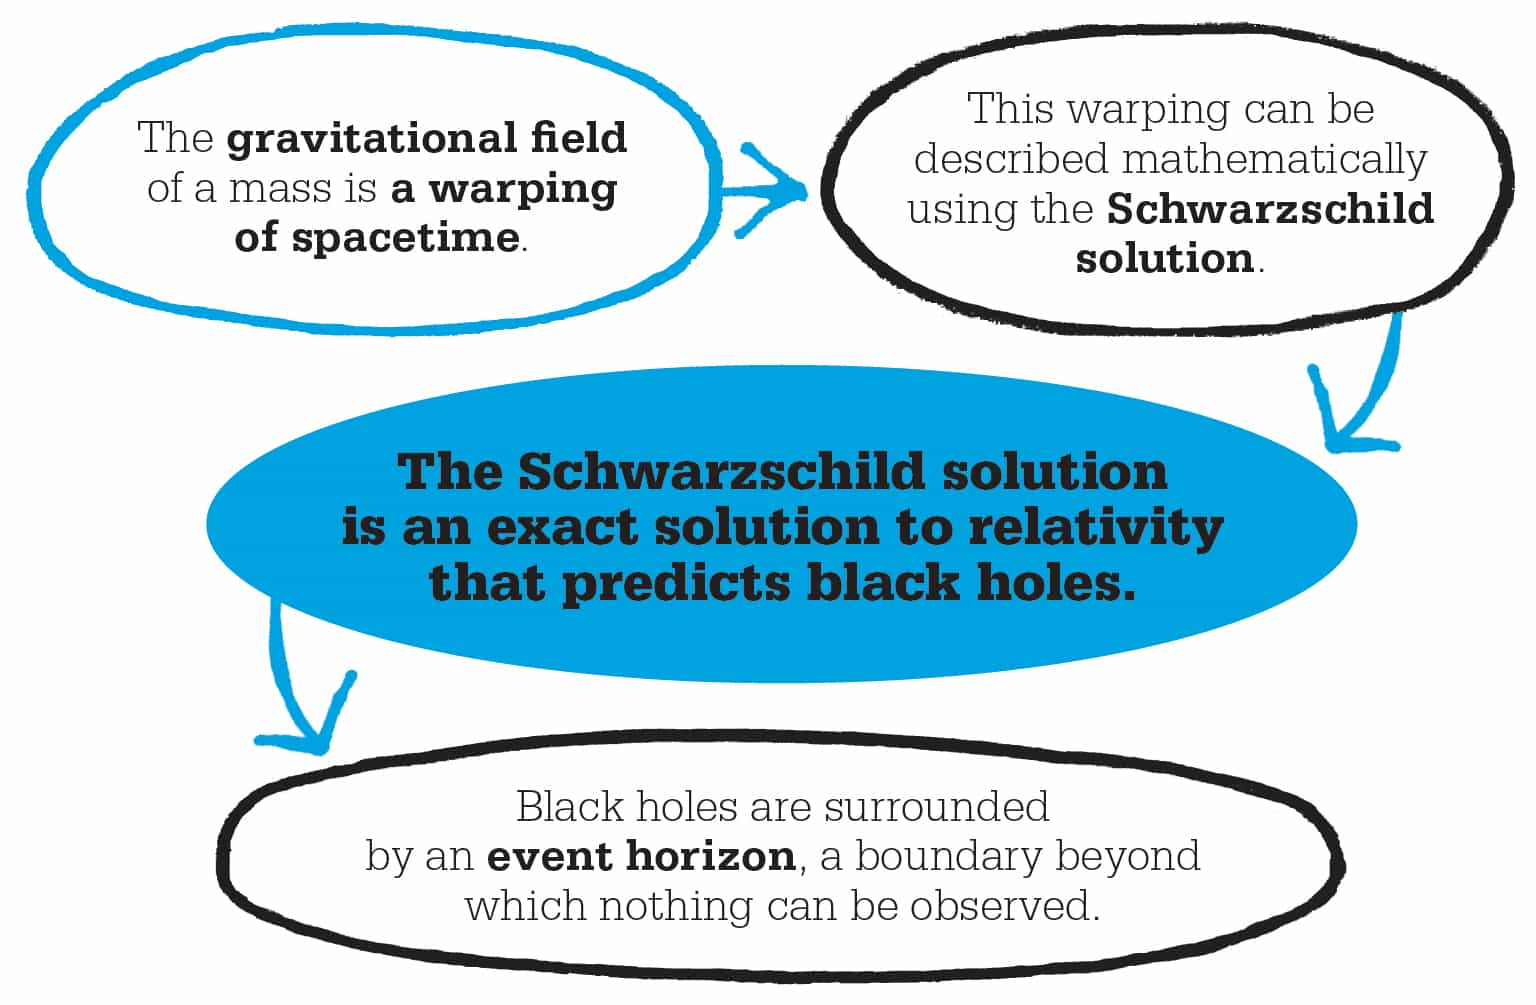 The gravitational field
of a mass is a warping
of spacetime.
This warping can be
described mathematically
using the Schwarzschild
solution.
The Schwarzschild solution
is an exact solution to relativity
that predicts black holes.
Black holes are surrounded
by an event horizon, a boundary beyond
which nothing can be observed.